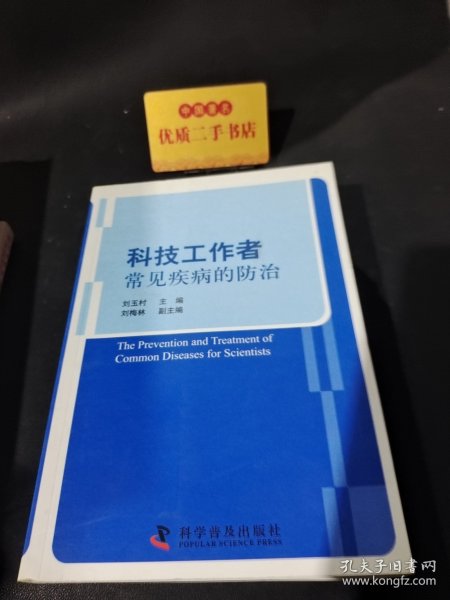 中国著名
优质二手书店
科技工作者
常见疾病的防治
刘玉村 主编
刘梅林 副主编
The Prevention and Treatment of
Common Diseases for Scientists
科学普及出版社
POPULAR SCIENCE PRESS
孔夫子旧书网
www.kongfz.com